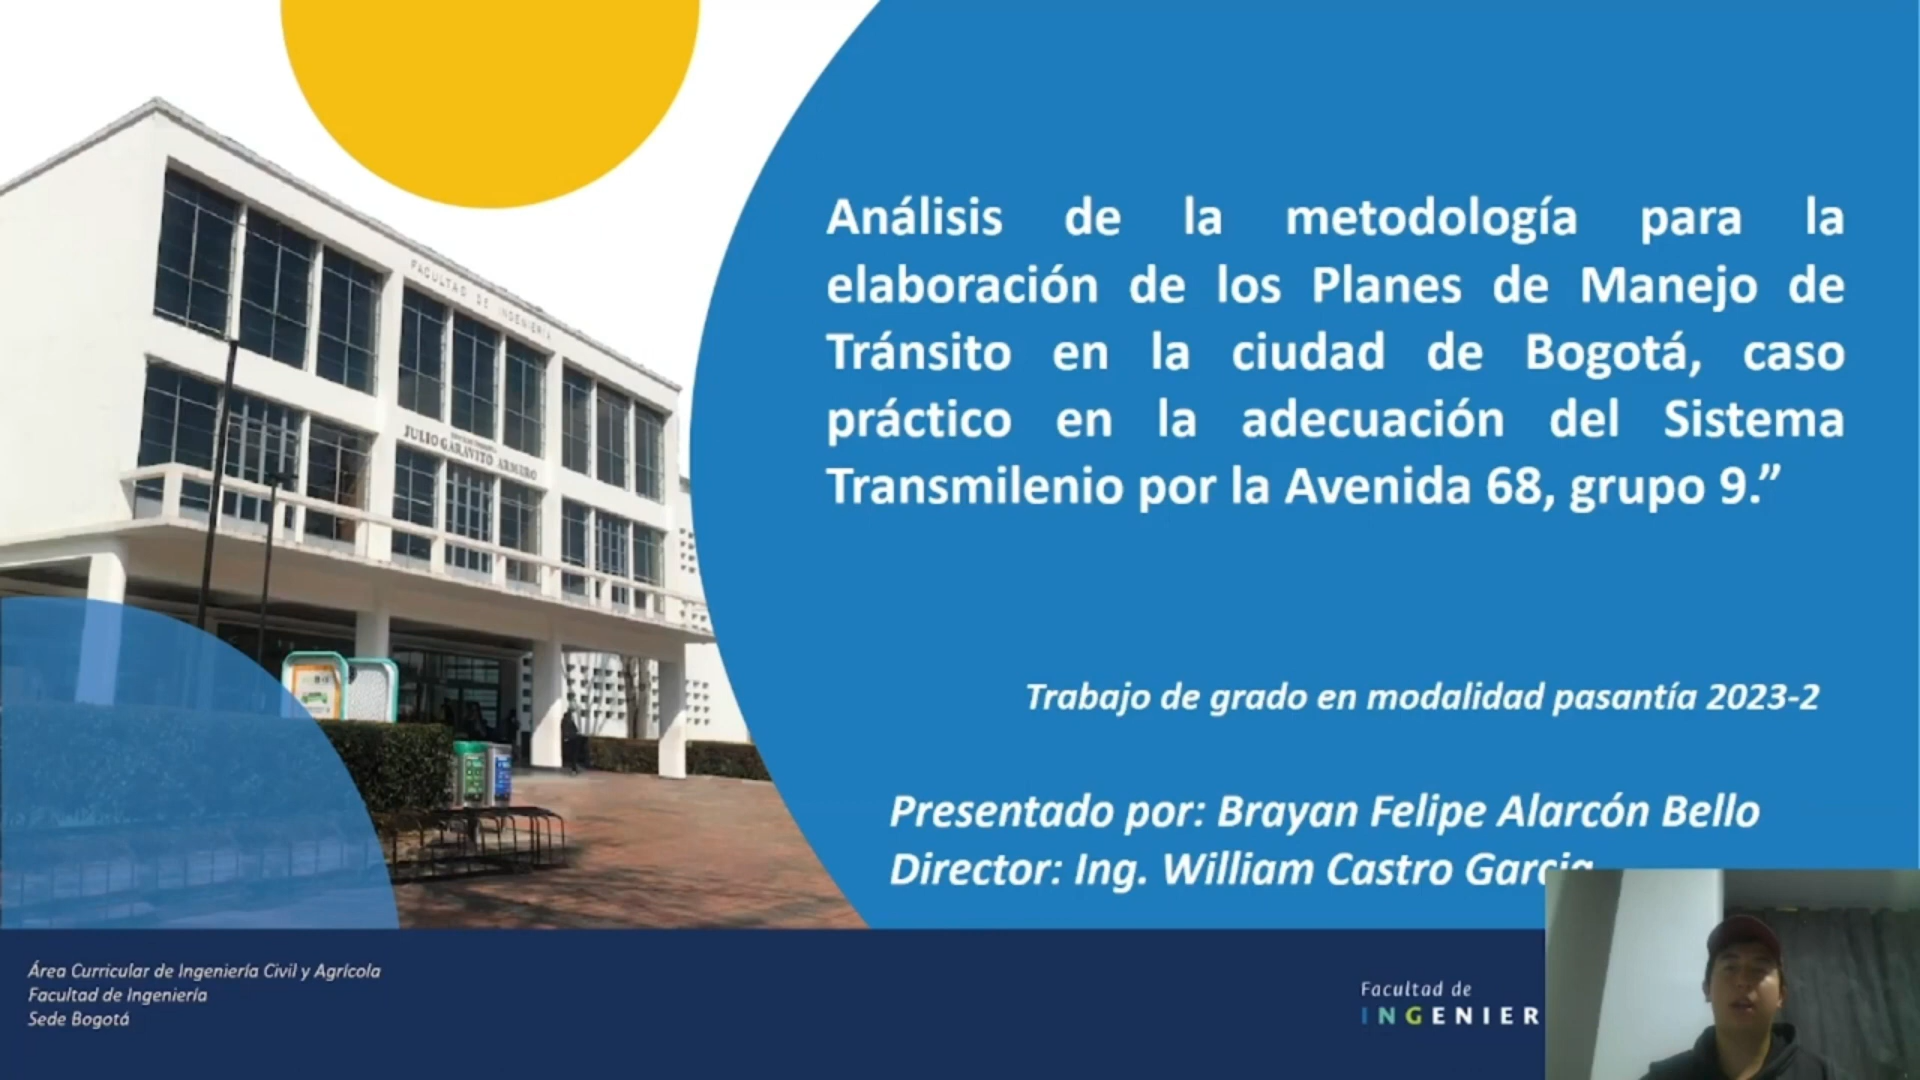 Análisis de la metodología para la
elaboración de los Planes de Manejo de
Tránsito en la ciudad de Bogotá, caso
práctico en la adecuación del Sistema
Transmilenio por la Avenida 68, grupo 9.”
Trabajo de grado en modalidad pasantía 2023-2
Presentado por: Brayan Felipe Alarcón Bello
Director: Ing. William Castro Garcia
FACULTAD DE INGENIERÍA
JULIO GARAVITO ARMERO
Área Curricular de Ingeniería Civil y Agrícola
Facultad de Ingeniería
Sede Bogotá
Facultad de
INGENIER